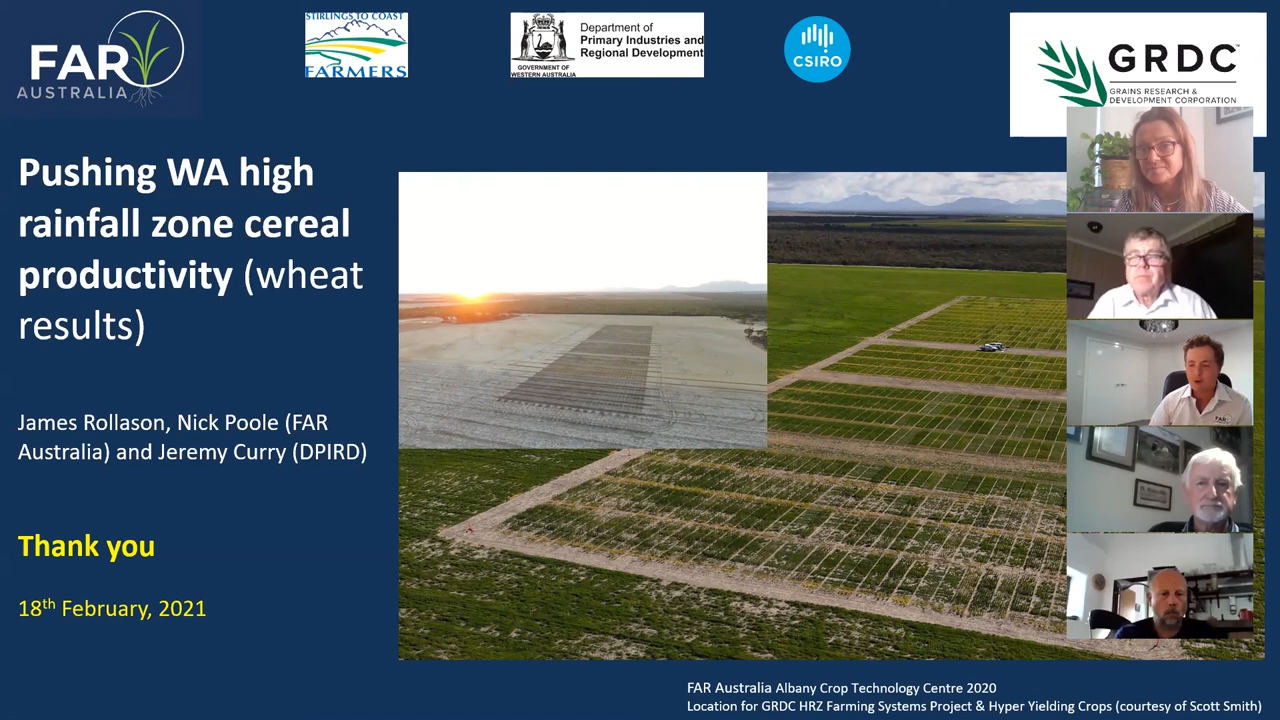 FAR
AUSTRALIA
STIRLINGS TO COAST
FARMERS
GOVERNMENT OF
WESTERN AUSTRALIA
Department of
Primary Industries and
Regional Development
CSIRO
GRDC™
GRAINS RESEARCH &
DEVELOPMENT CORPORATION
Pushing WA high
rainfall zone cereal
productivity (wheat
results)
James Rollason, Nick Poole (FAR
Australia) and Jeremy Curry (DPIRD)
Thank you
18th February, 2021
FAR
FAR Australia Albany Crop Technology Centre 2020
Location for GRDC HRZ Farming Systems Project & Hyper Yielding Crops (courtesy of Scott Smith)